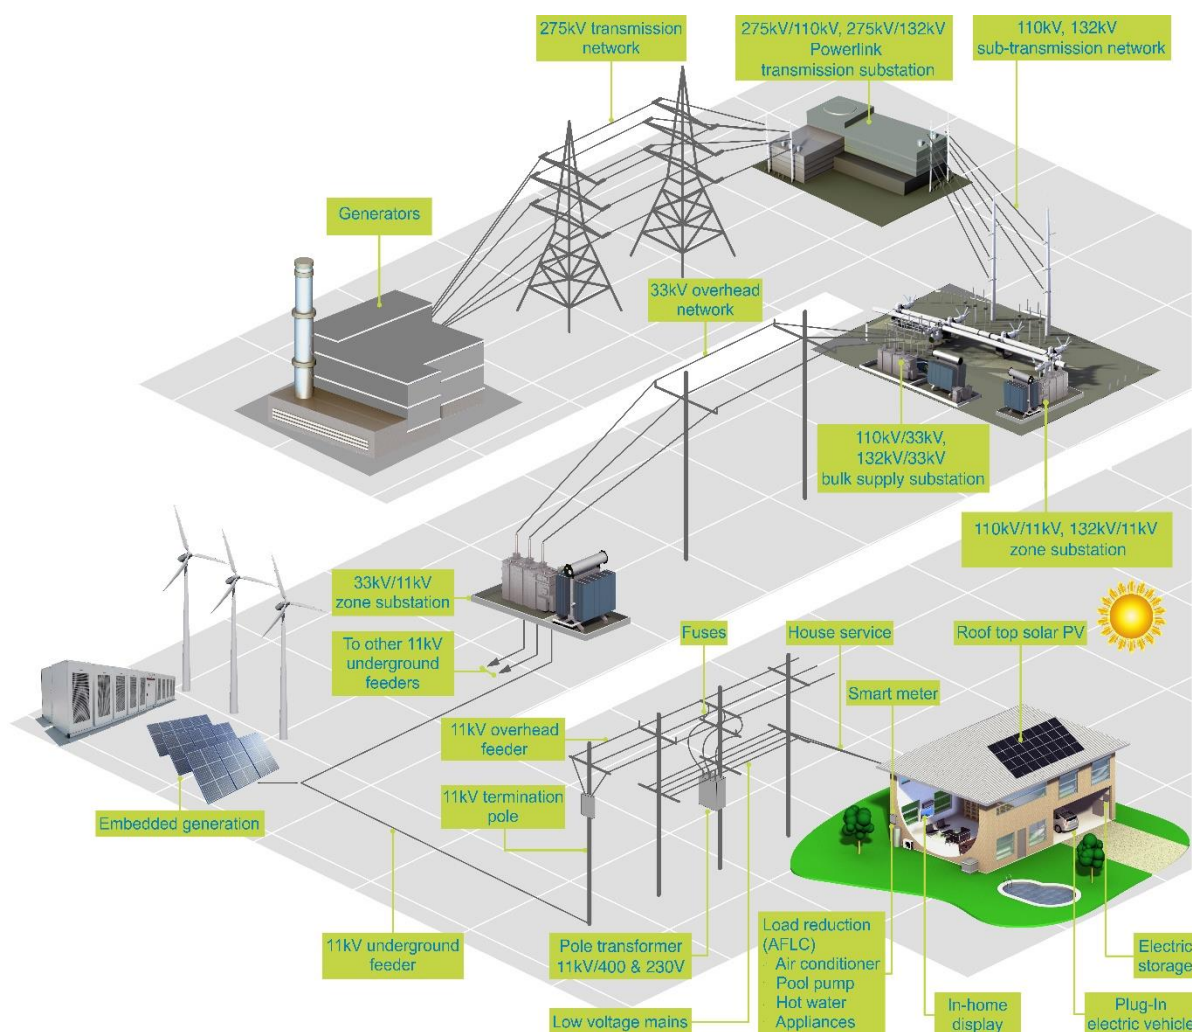 275kV transmission
network
275kV/110kV, 275kV/132kV
Powerlink
transmission substation
110kV, 132kV
sub-transmission network
Generators
33kV overhead
network
110kV/33kV,
132kV/33kV
bulk supply substation
110kV/11kV, 132kV/11kV
zone substation
33kV/11kV
zone substation
To other 11kV
underground
feeders
Fuses
House service
Roof top solar PV
Smart meter
11kV overhead
feeder
11kV termination
pole
Embedded generation
11kV underground
feeder
Pole transformer
11kV/400 & 230V
Low voltage mains
Load reduction
(AFLC)
· Air conditioner
· Pool pump
· Hot water
· Appliances
In-home
display
Plug-In
electric vehicle
Electric
storage